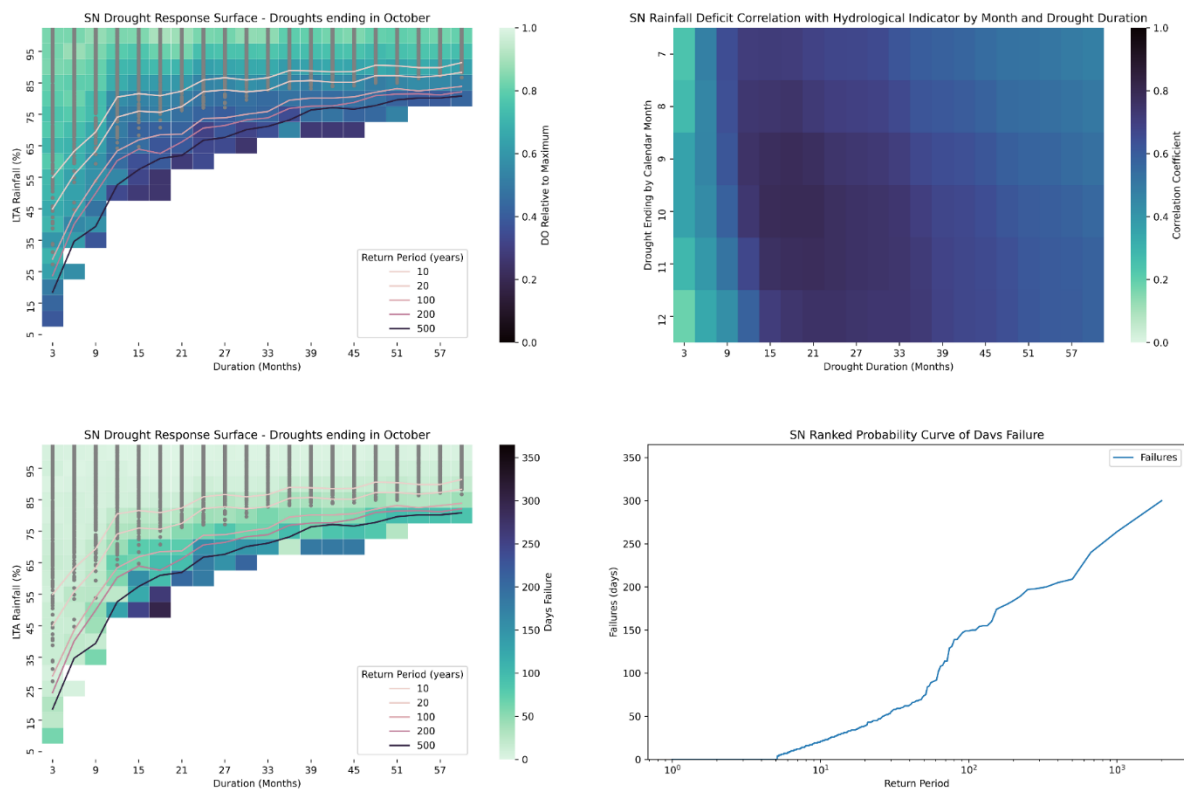 SN Drought Response Surface - Droughts ending in October
LTA Rainfall (%)
95
85
75
65
55
45
35
25
15
5
3 9 15 21 27 33 39 45 51 57
Duration (Months)
Return Period (years)
10
20
100
200
500
1.0
0.8
0.6
0.4
0.2
0.0
DO Relative to Maximum
SN Rainfall Deficit Correlation with Hydrological Indicator by Month and Drought Duration
Drought Ending by Calendar Month
7
8
9
10
11
12
3 9 15 21 27 33 39 45 51 57
Drought Duration (Months)
1.0
0.8
0.6
0.4
0.2
0.0
Correlation Coefficient
SN Drought Response Surface - Droughts ending in October
LTA Rainfall (%)
95
85
75
65
55
45
35
25
15
5
3 9 15 21 27 33 39 45 51 57
Duration (Months)
Return Period (years)
10
20
100
200
500
350
300
250
200
150
100
50
0
Days Failure
SN Ranked Probability Curve of Days Failure
Failures (days)
350
300
250
200
150
100
50
0
10⁰ 10¹ 10² 10³
Return Period
Failures